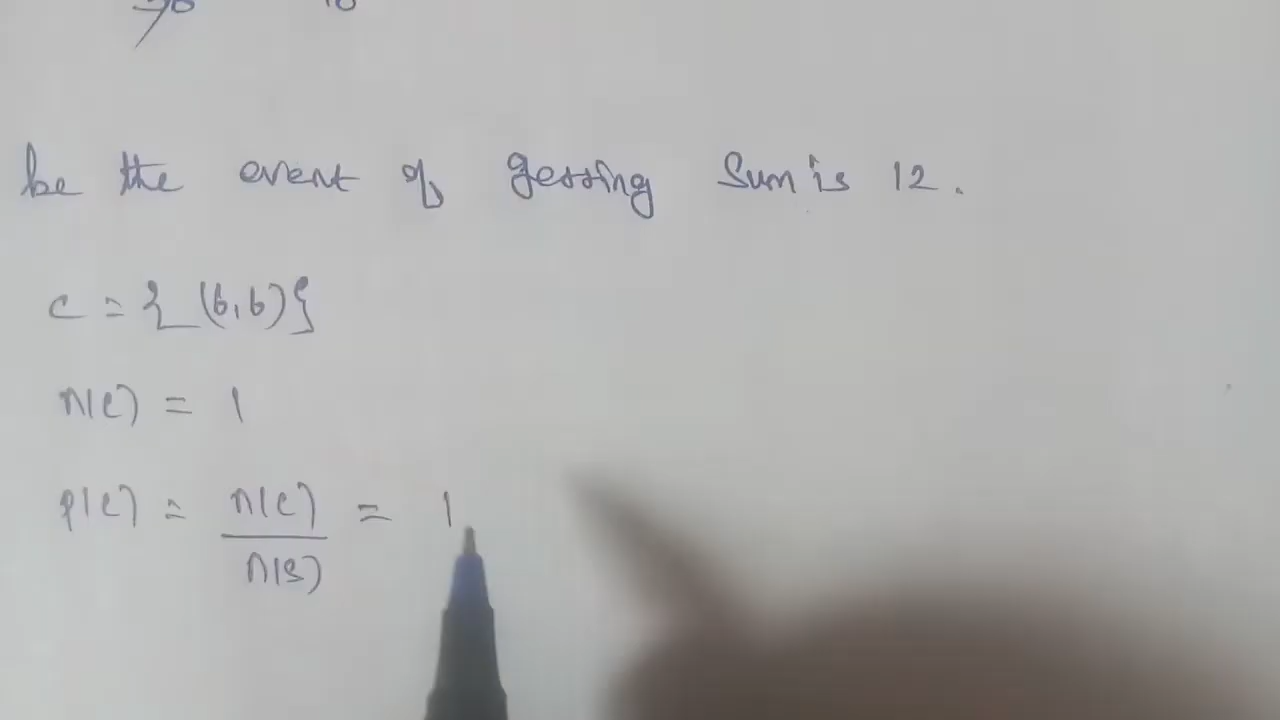 be the event of getting Sum is 12.
C = {(6,6)}
n(C) = 1
P(C) = n(C) / n(S) = 1